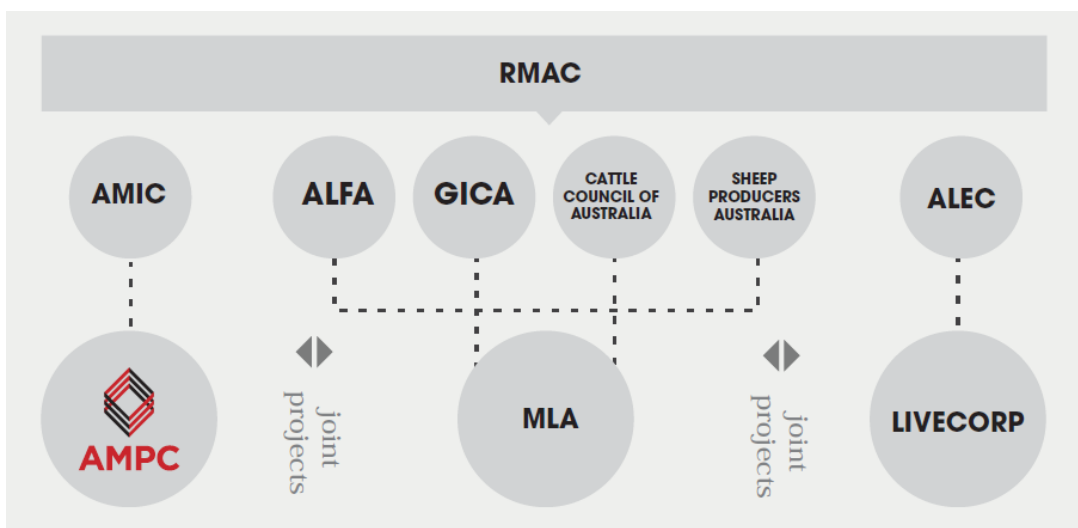 RMAC
AMIC
ALFA
GICA
CATTLE
COUNCIL OF
AUSTRALIA
SHEEP
PRODUCERS
AUSTRALIA
ALEC
AMPC
joint
projects
MLA
joint
projects
LIVECORP